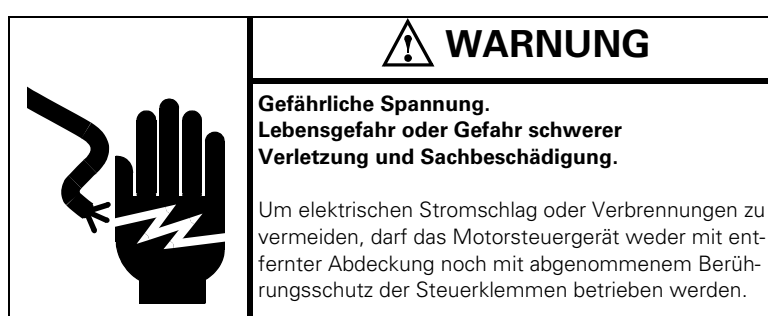 WARNUNG
Gefährliche Spannung.
Lebensgefahr oder Gefahr schwerer
Verletzung und Sachbeschädigung.
Um elektrischen Stromschlag oder Verbrennungen zu
vermeiden, darf das Motorsteuergerät weder mit ent-
fernter Abdeckung noch mit abgenommenem Berüh-
rungsschutz der Steuerklemmen betrieben werden.